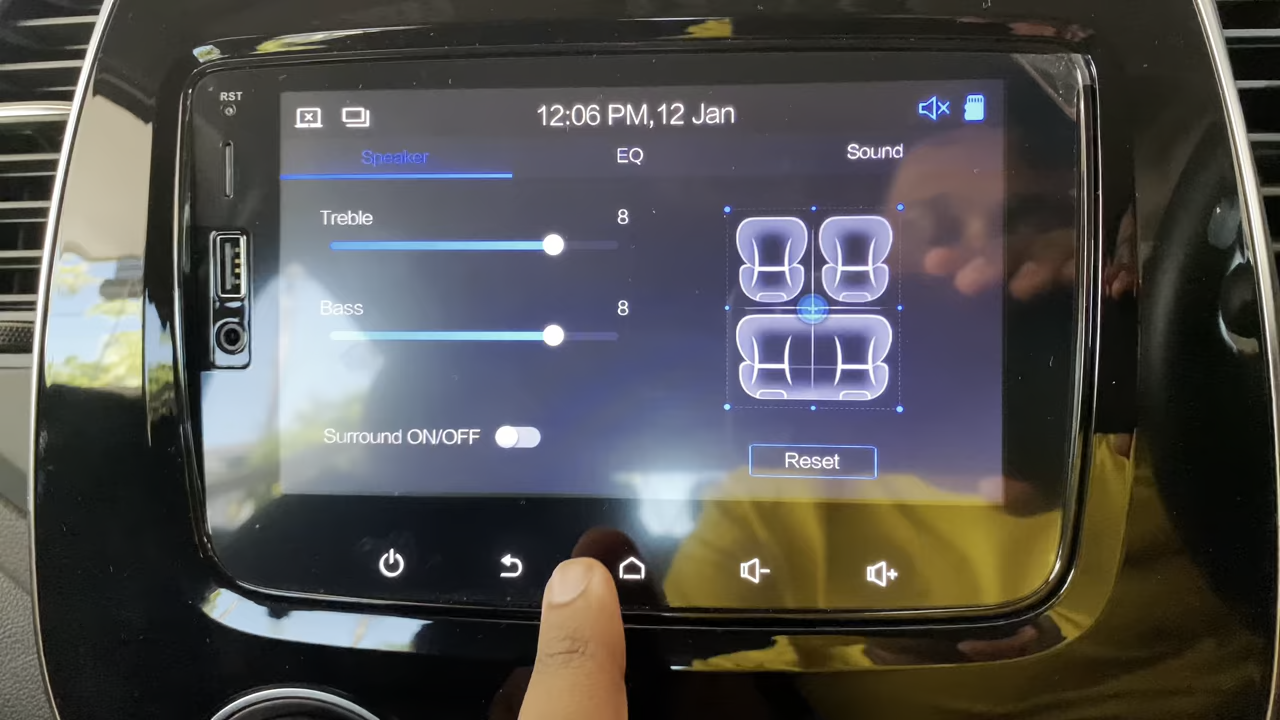 RST
12:06 PM,12 Jan
Speaker
EQ
Sound
Treble
8
Bass
8
Surround ON/OFF
Reset